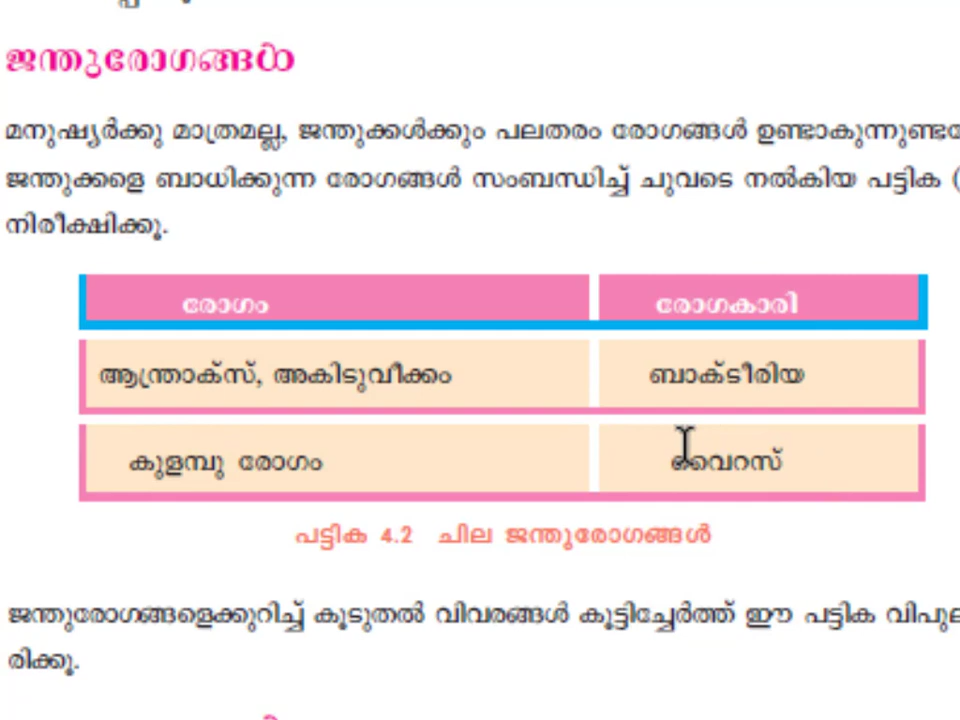 ജന്തുരോഗങ്ങൾ
മനുഷ്യർക്കു മാത്രമല്ല, ജന്തുക്കൾക്കും പലതരം രോഗങ്ങൾ
ജന്തുക്കളെ ബാധിക്കുന്ന രോഗങ്ങൾ സംബന്ധിച്ച് ചുവടെ നൽകിയ പട്ടിക (
നിരീക്ഷിക്കൂ.
രോഗം രോഗകാരി
ആന്ത്രാക്സ്, അകിടുവീക്കം ബാക്ടീരിയ
കുളമ്പു രോഗം വൈറസ്
പട്ടിക 4.2 ചില ജന്തുരോഗങ്ങൾ
ജന്തുരോഗങ്ങളെക്കുറിച്ച് കൂടുതൽ വിവരങ്ങൾ കൂട്ടിച്ചേർത്ത് ഈ പട്ടിക
രിക്കൂ.